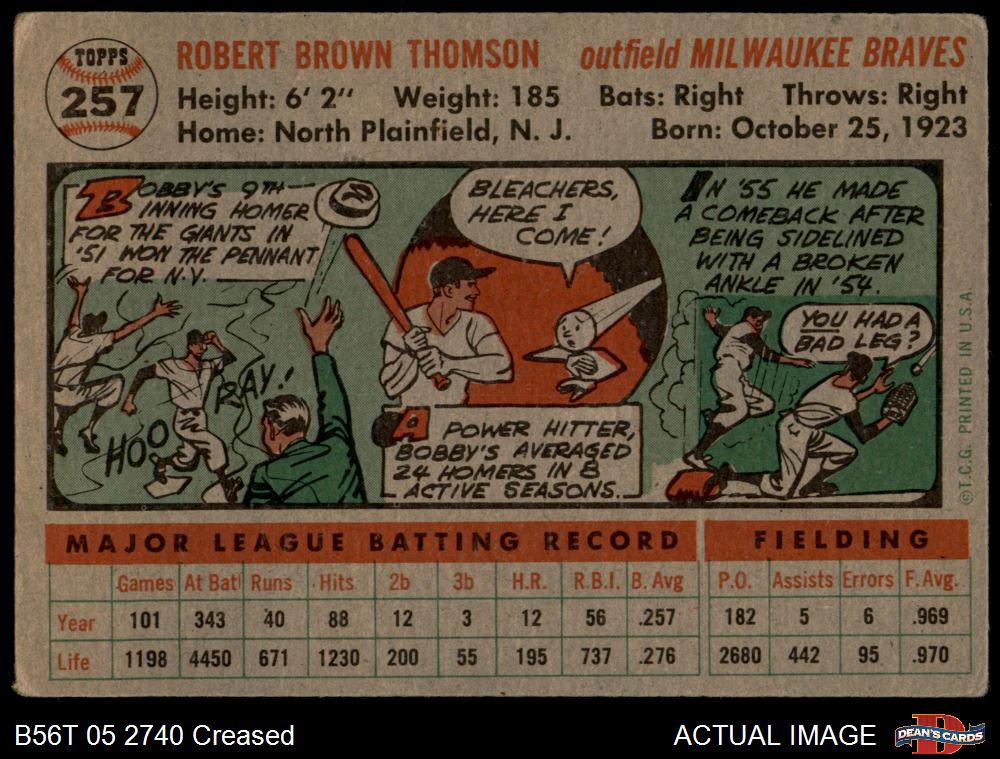 TOPPS
257
ROBERT BROWN THOMSON outfield MILWAUKEE BRAVES
Height: 6' 2" Weight: 185 Bats: Right Throws: Right
Home: North Plainfield, N. J. Born: October 25, 1923
BOBBY'S 9TH—
INNING HOMER
FOR THE GIANTS IN
'51 WON THE PENNANT
FOR N.Y.
HOO
RAY!
BLEACHERS,
HERE I
COME!
A POWER HITTER,
BOBBY'S AVERAGED
24 HOMERS IN 8
ACTIVE SEASONS.
IN '55 HE MADE
A COMEBACK AFTER
BEING SIDELINED
WITH A BROKEN
ANKLE IN '54.
YOU HAD A
BAD LEG?
©T.C.G. PRINTED IN U.S.A.
MAJOR LEAGUE BATTING RECORD FIELDING
Games At Bat Runs Hits 2b 3b H.R. R.B.I. B. Avg P.O. Assists Errors F. Avg.
Year 101 343 40 88 12 3 12 56 .257 182 5 6 .969
Life 1198 4450 671 1230 200 55 195 737 .276 2680 442 95 .970
B56T 05 2740 Creased ACTUAL IMAGE
D
DEAN'S CARDS